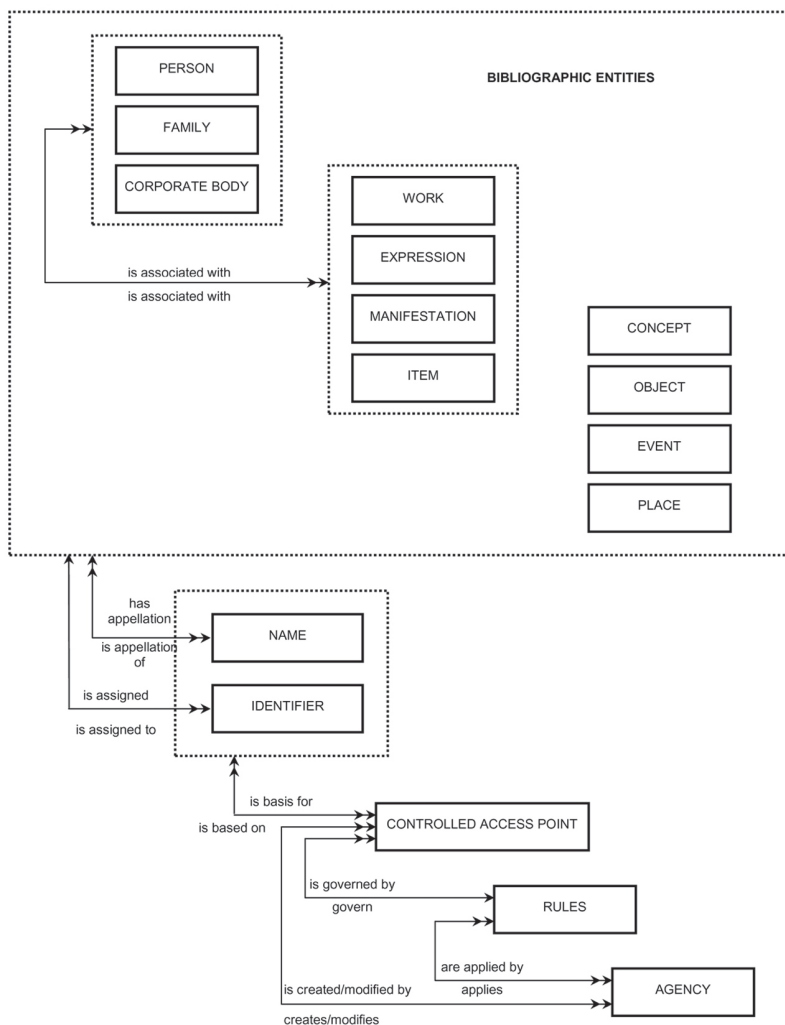 PERSON
BIBLIOGRAPHIC ENTITIES
FAMILY
CORPORATE BODY
WORK
EXPRESSION
is associated with
is associated with
MANIFESTATION
CONCEPT
ITEM
OBJECT
EVENT
PLACE
has
appellation
NAME
is appellation
of
is assigned
IDENTIFIER
is assigned to
is basis for
is based on
CONTROLLED ACCESS POINT
is governed by
govern
RULES
are applied by
applies
is created/modified by
creates/modifies
AGENCY